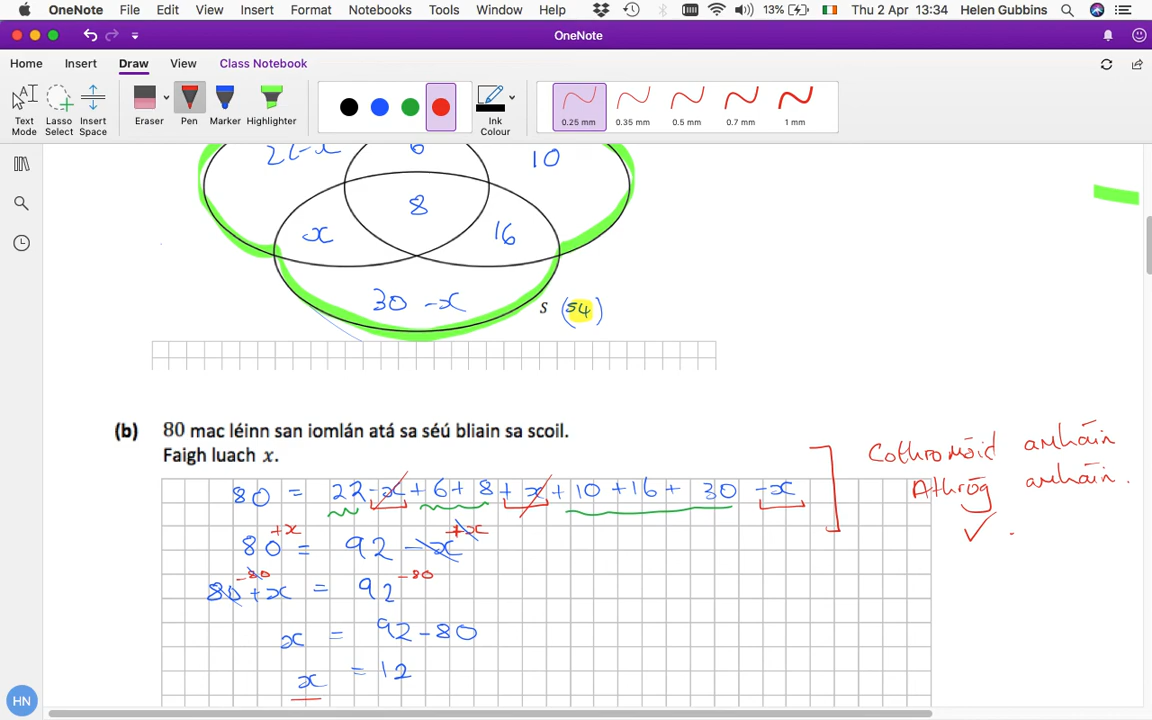 OneNote File Edit View Insert Format Notebooks Tools Window Help 13% Thu 2 Apr 13:34 Helen Gubbins
OneNote
Home Insert Draw View Class Notebook
Text Mode Lasso Select Insert Space Eraser Pen Marker Highlighter Ink Colour 0.25 mm 0.35 mm 0.5 mm 0.7 mm 1 mm
22-x 6 10
8
x 16
30 -x s (54)
(b) 80 mac léinn san iomlán atá sa séú bliain sa scoil.
Faigh luach x.
Cothromóid amháin
Athróg amháin.
80 = 22 -x + 6 + 8 + x + 10 + 16 + 30 -x
+x +x
80 = 92 - x
-80 -80
80 + x = 92
x = 92 - 80
x = 12
HN